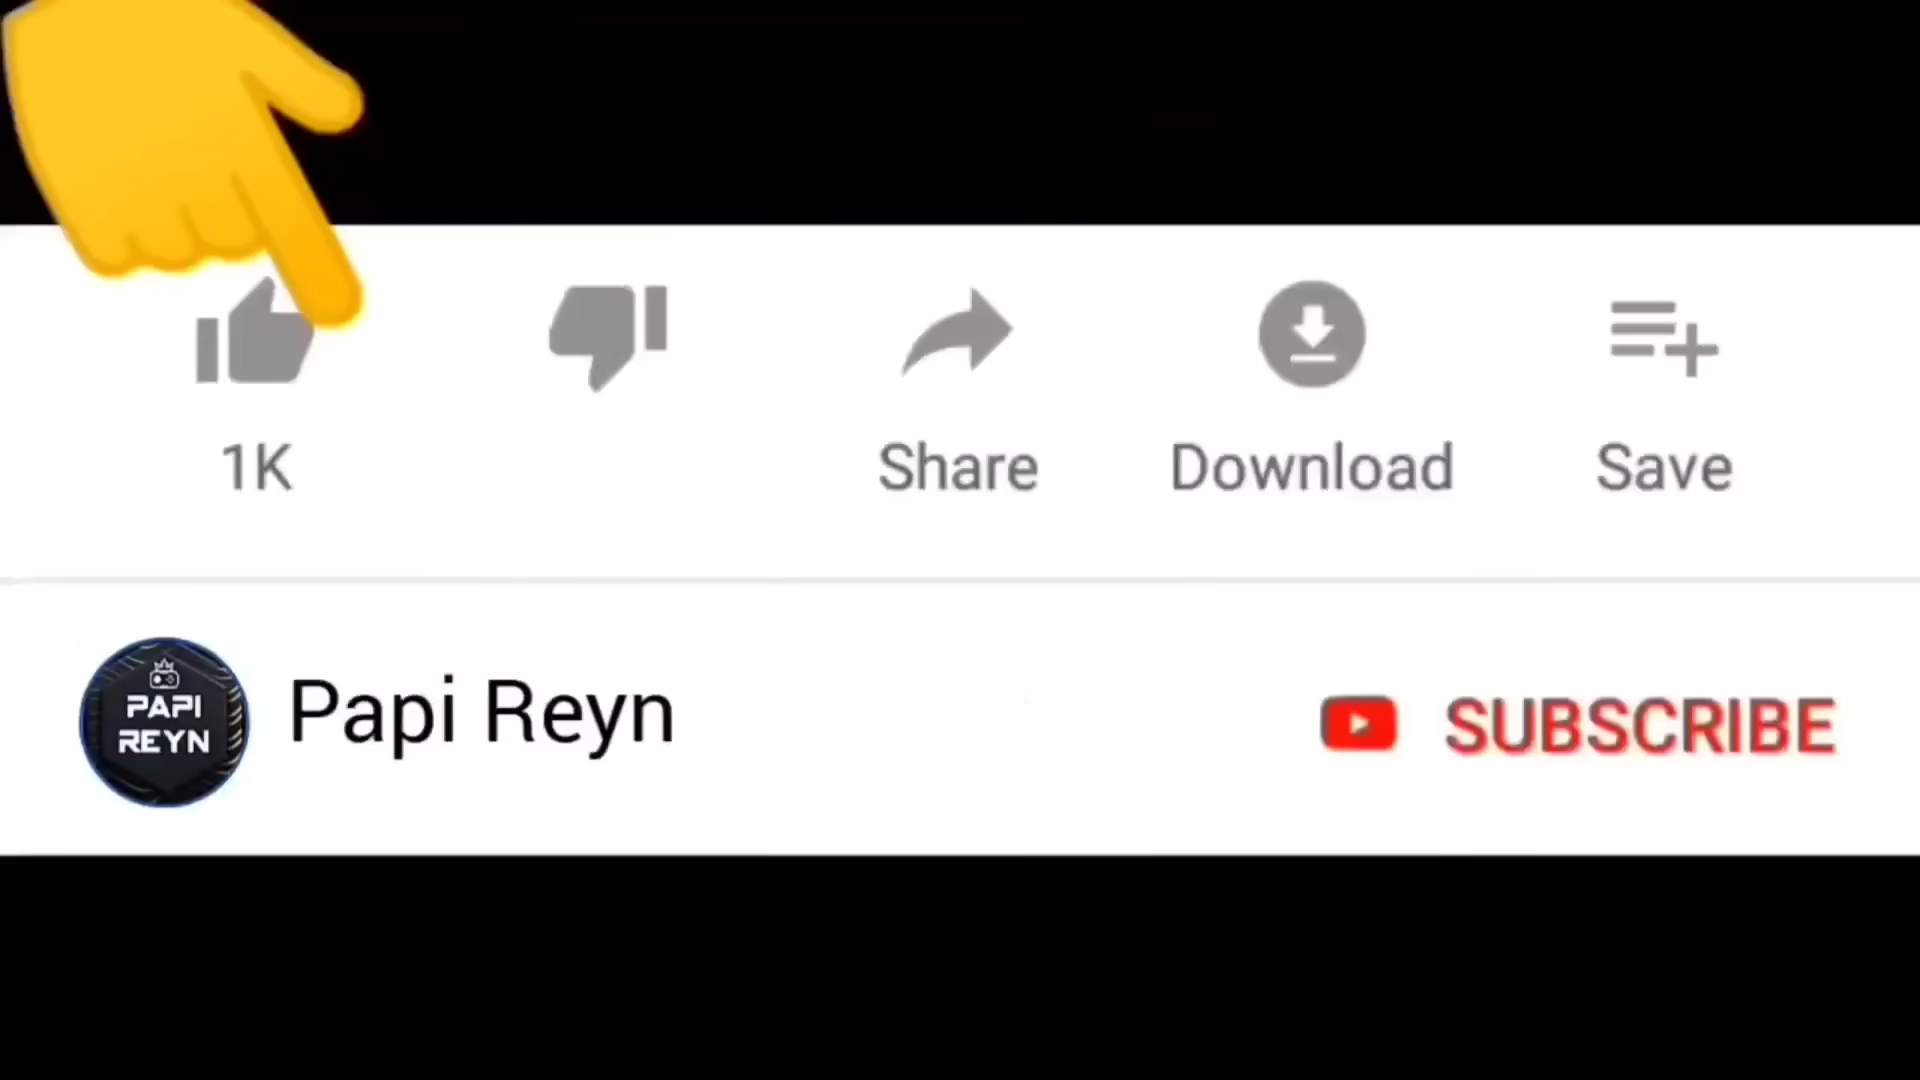 1K
Share
Download
Save
PAPI
REYN
Papi Reyn
SUBSCRIBE